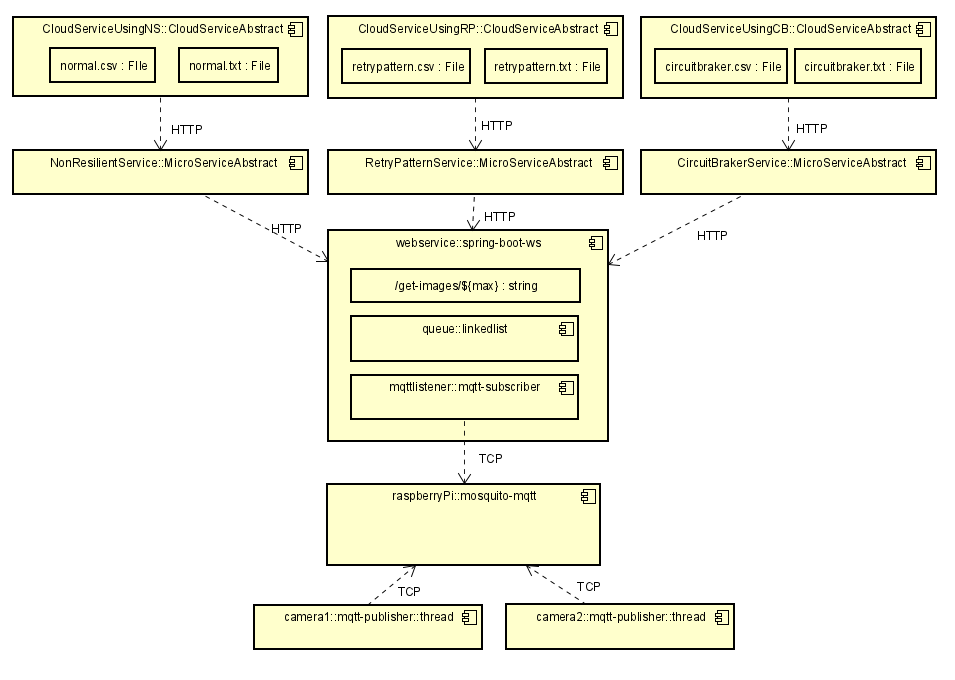 CloudServiceUsingNS::CloudServiceAbstract
normal.csv : FIle
normal.txt : File
CloudServiceUsingRP::CloudServiceAbstract
retrypattern.csv : File
retrypattern.txt : File
CloudServiceUsingCB::CloudServiceAbstract
circuitbraker.csv : File
circuitbraker.txt : File
HTTP
HTTP
HTTP
NonResilientService::MicroServiceAbstract
RetryPatternService::MicroServiceAbstract
CircuitBrakerService::MicroServiceAbstract
HTTP
HTTP
HTTP
webservice::spring-boot-ws
/get-images/${max} : string
queue::linkedlist
mqttlistener::mqtt-subscriber
TCP
raspberryPi::mosquito-mqtt
TCP
TCP
camera1::mqtt-publisher::thread
camera2::mqtt-publisher::thread